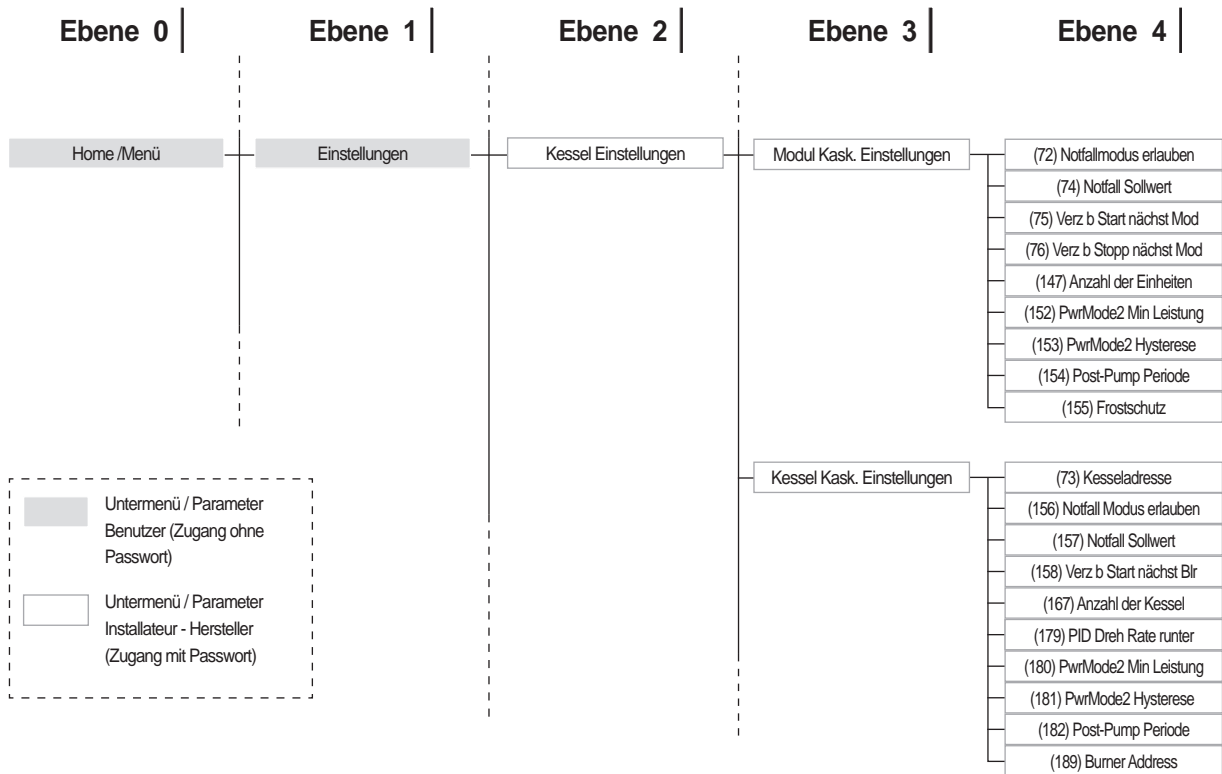 Ebene 0
Ebene 1
Ebene 2
Ebene 3
Ebene 4
Home /Menü
Einstellungen
Kessel Einstellungen
Modul Kask. Einstellungen
(72) Notfallmodus erlauben
(74) Notfall Sollwert
(75) Verz b Start nächst Mod
(76) Verz b Stopp nächst Mod
(147) Anzahl der Einheiten
(152) PwrMode2 Min Leistung
(153) PwrMode2 Hysterese
(154) Post-Pump Periode
(155) Frostschutz
Kessel Kask. Einstellungen
(73) Kesseladresse
(156) Notfall Modus erlauben
(157) Notfall Sollwert
(158) Verz b Start nächst Blr
(167) Anzahl der Kessel
(179) PID Dreh Rate runter
(180) PwrMode2 Min Leistung
(181) PwrMode2 Hysterese
(182) Post-Pump Periode
(189) Burner Address
Untermenü / Parameter
Benutzer (Zugang ohne
Passwort)
Untermenü / Parameter
Installateur - Hersteller
(Zugang mit Passwort)